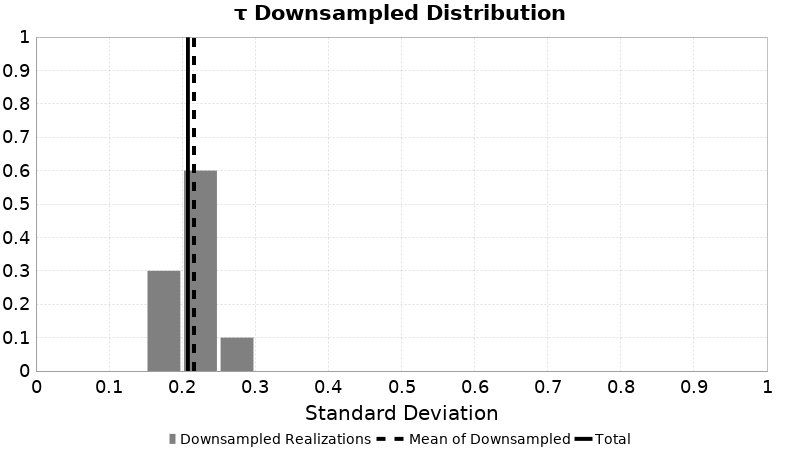 τ Downsampled Distribution
1
0.9
0.8
0.7
0.6
0.5
0.4
0.3
0.2
0.1
0
0 0.1 0.2 0.3 0.4 0.5 0.6 0.7 0.8 0.9 1
Standard Deviation
Downsampled Realizations Mean of Downsampled Total